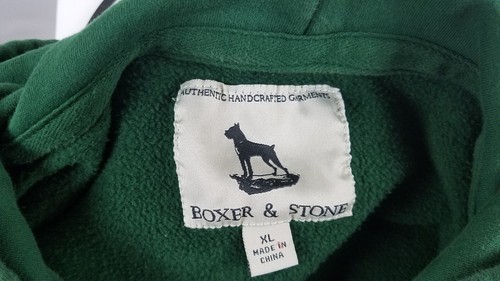 AUTHENTIC HANDCRAFTED GARMENTS
BOXER & STONE
XL
MADE IN
CHINA